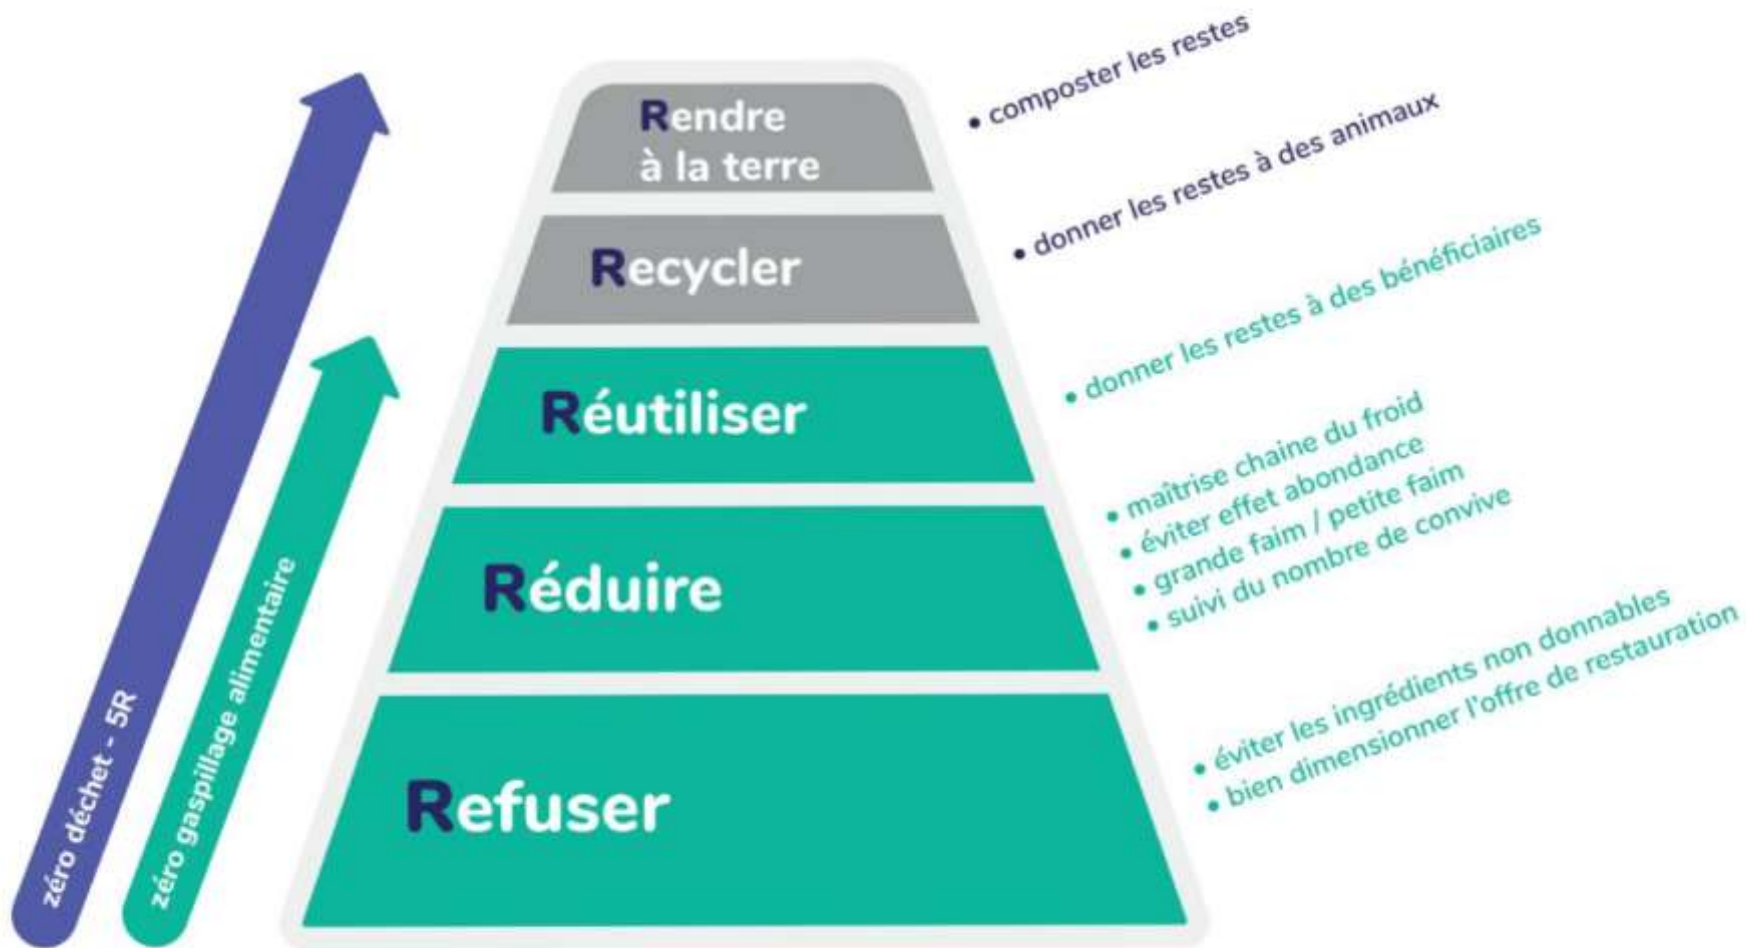 Rendre
à la terre
• composter les restes
Recycler
• donner les restes à des animaux
Réutiliser
• donner les restes à des bénéficiaires
Réduire
• maîtrise chaine du froid
• éviter effet abondance
• grande faim / petite faim
• suivi du nombre de convive
Refuser
• éviter les ingrédients non donnables
• bien dimensionner l'offre de restauration
zéro déchet - 5R
zéro gaspillage alimentaire